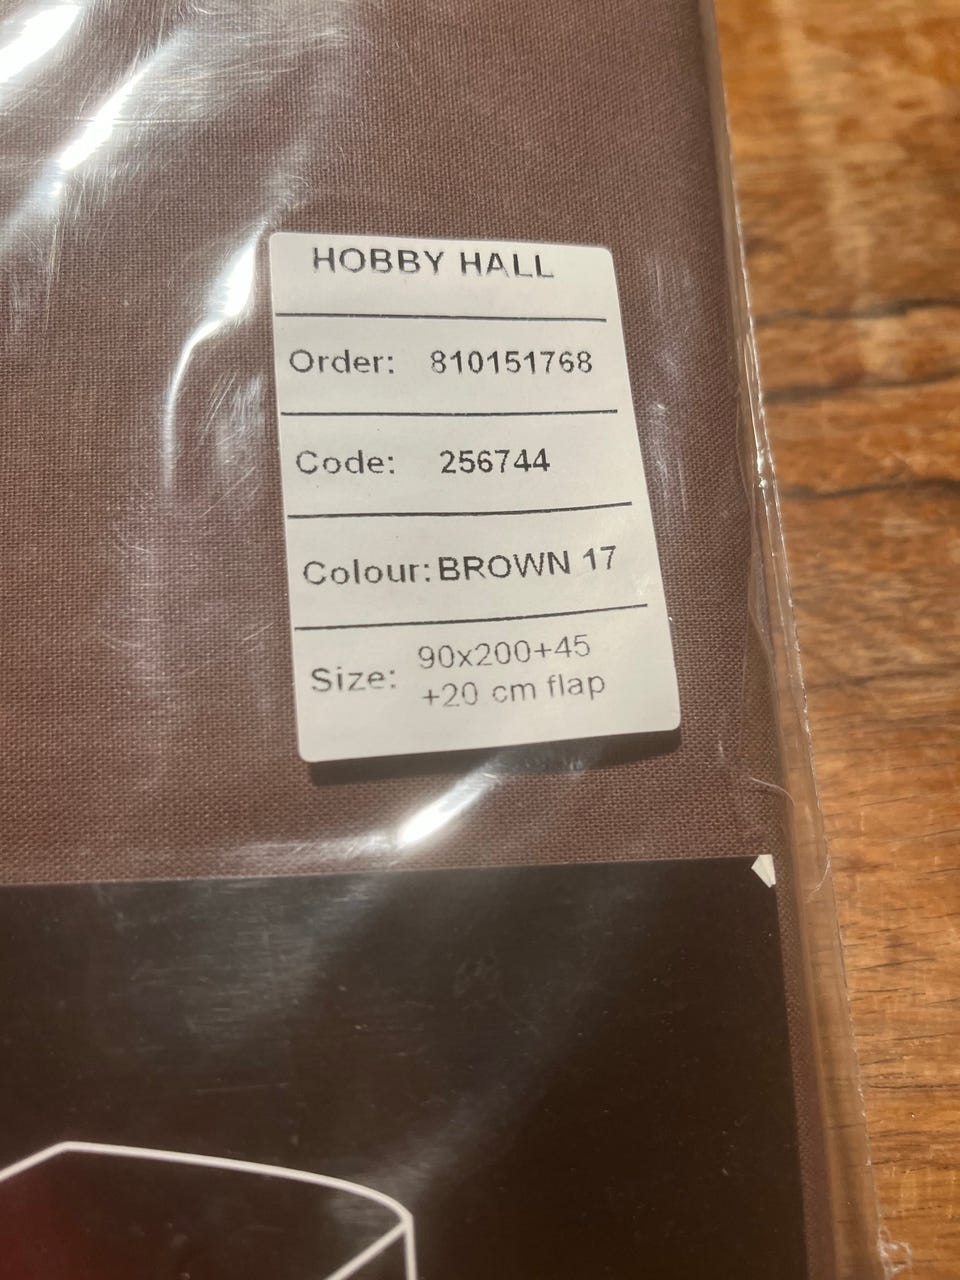 HOBBY HALL
Order: 810151768
Code: 256744
Colour: BROWN 17
Size: 90x200+45
+20 cm flap